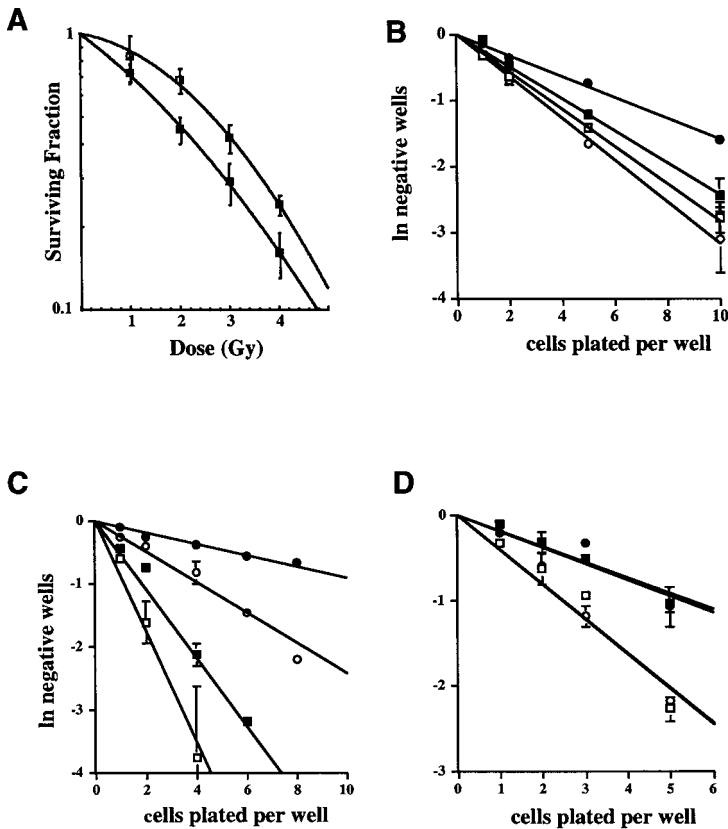 A
1
0.1
Surviving Fraction
1 2 3 4
Dose (Gy)
B
0
-1
-2
-3
-4
ln negative wells
0 2 4 6 8 10
cells plated per well
C
0
-1
-2
-3
-4
ln negative wells
0 2 4 6 8 10
cells plated per well
D
0
-1
-2
-3
ln negative wells
0 1 2 3 4 5 6
cells plated per well